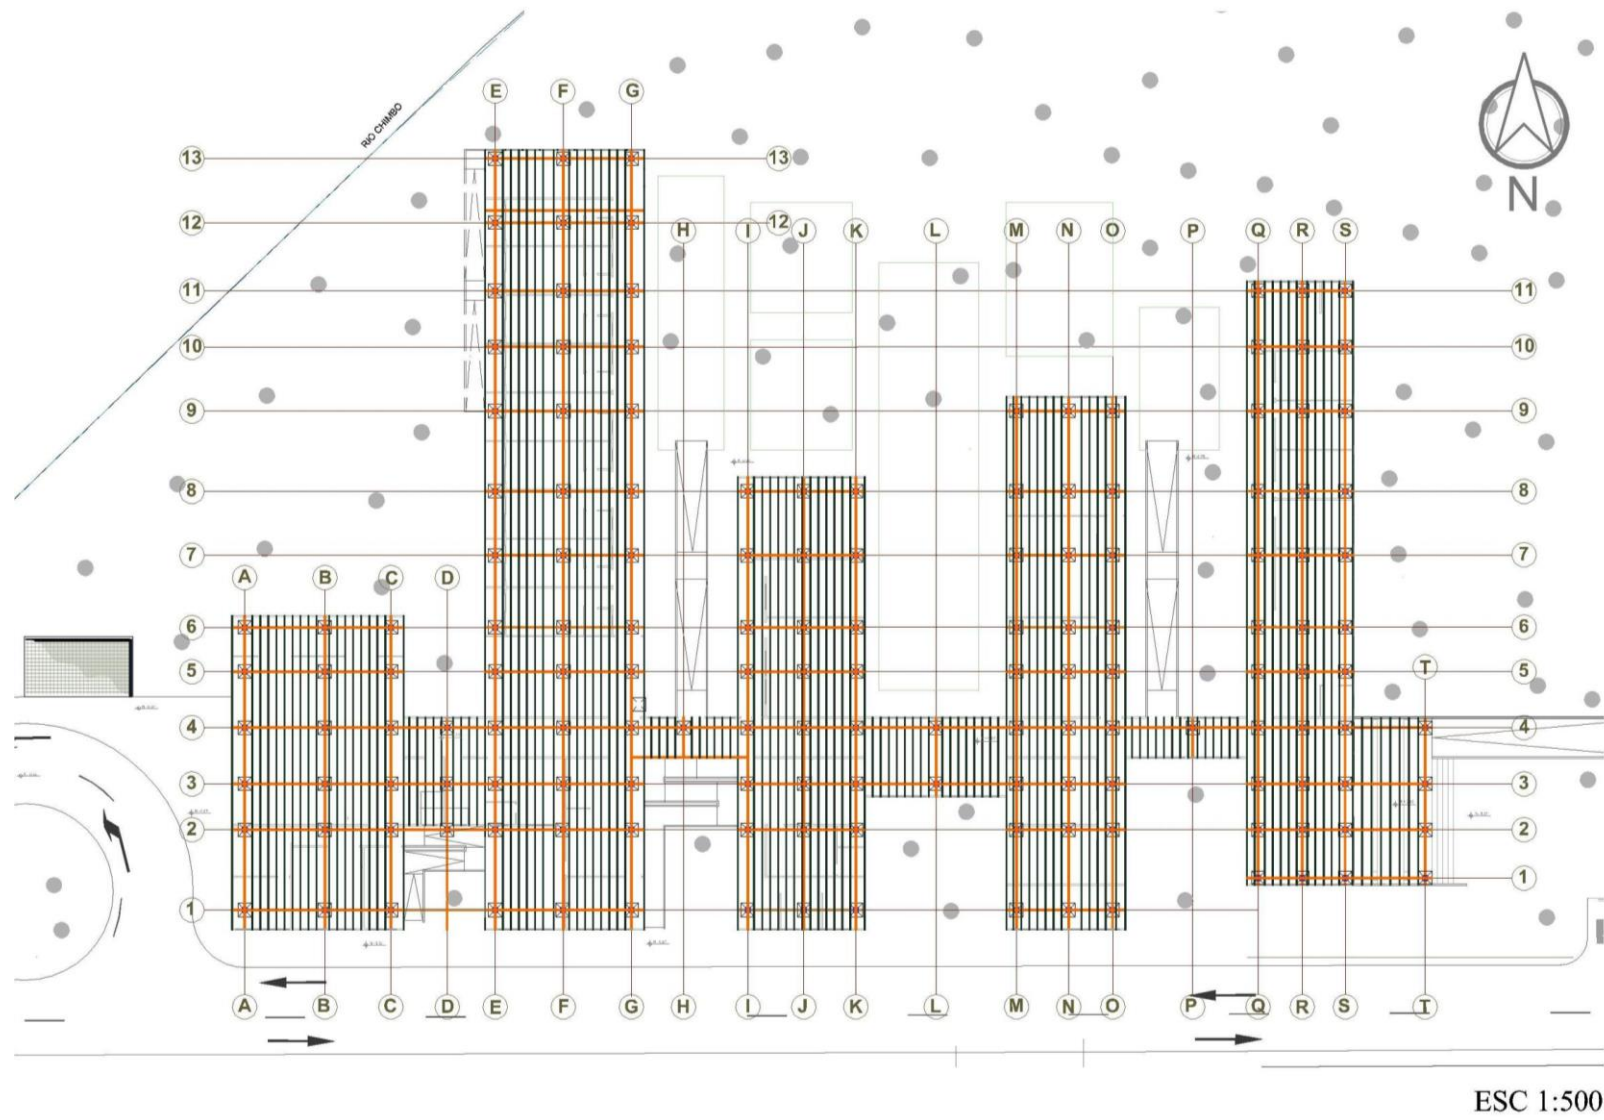 E F G
RIO CHIMBO
N
13 13
12 12
H I J K L M N O P Q R S
11 11
10 10
9 9
8 8
7 7
A B C D
6 6
5 T 5
4 4
3 3
2 2
1 1
A B C D E F G H I J K L M N O P Q R S T
ESC 1:500